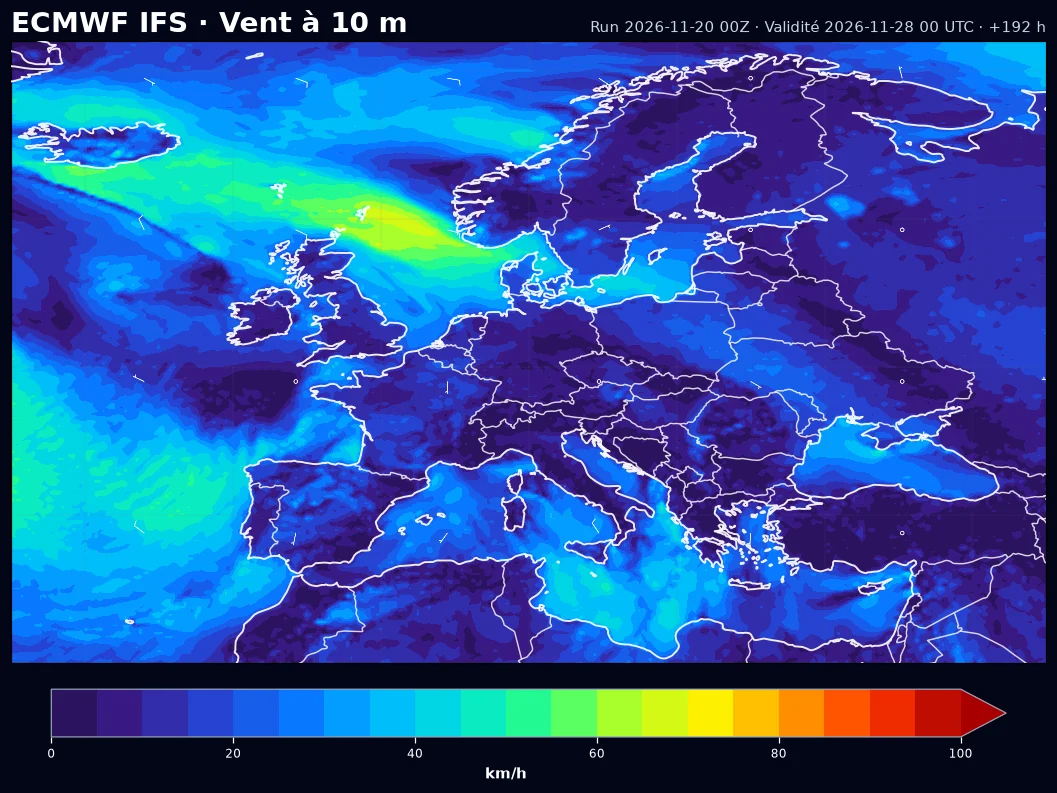 ECMWF IFS · Vent à 10 m
Run 2026-11-20 00Z · Validité 2026-11-28 00 UTC · +192 h
0 20 40 60 80 100
km/h